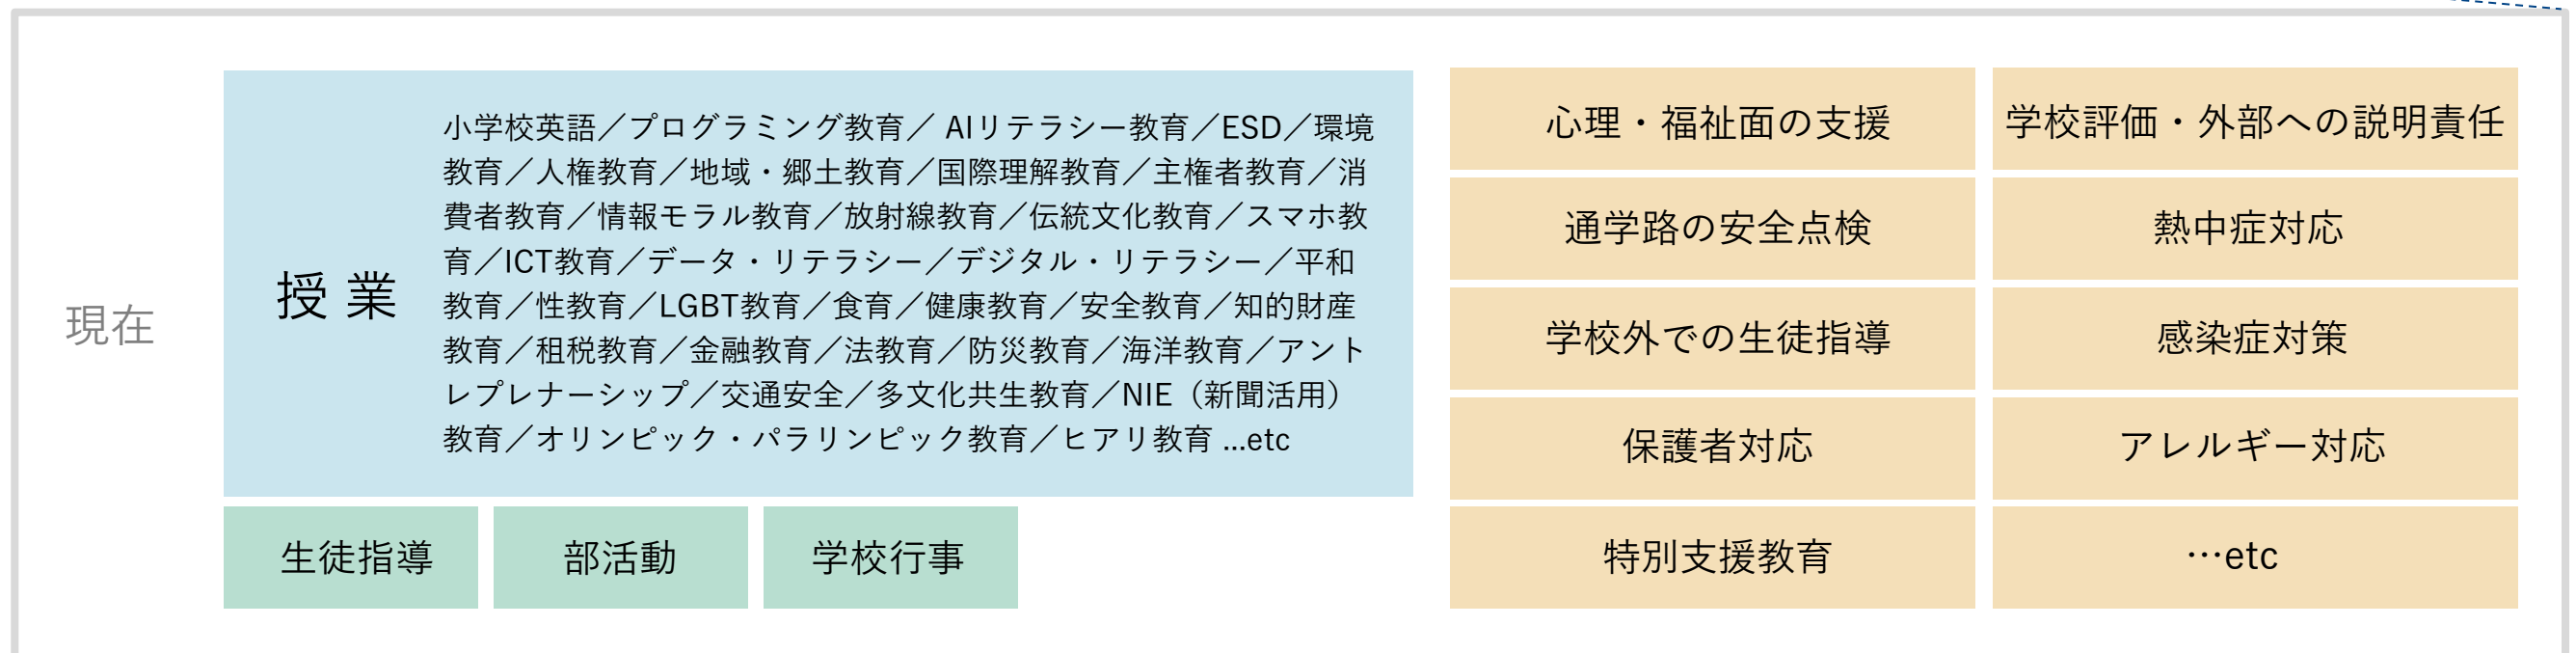 現在
授業
小学校英語／プログラミング教育／ AIリテラシー教育／ESD／環境
教育／人権教育／地域・郷土教育／国際理解教育／主権者教育／消
費者教育／情報モラル教育／放射線教育／伝統文化教育／スマホ教
育／ICT教育／データ・リテラシー／デジタル・リテラシー／平和
教育／性教育／LGBT教育／食育／健康教育／安全教育／知的財産
教育／租税教育／金融教育／法教育／防災教育／海洋教育／アント
レプレナーシップ／交通安全／多文化共生教育／NIE（新聞活用）
教育／オリンピック・パラリンピック教育／ヒアリ教育 ...etc
生徒指導
部活動
学校行事
心理・福祉面の支援
学校評価・外部への説明責任
通学路の安全点検
熱中症対応
学校外での生徒指導
感染症対策
保護者対応
アレルギー対応
特別支援教育
…etc